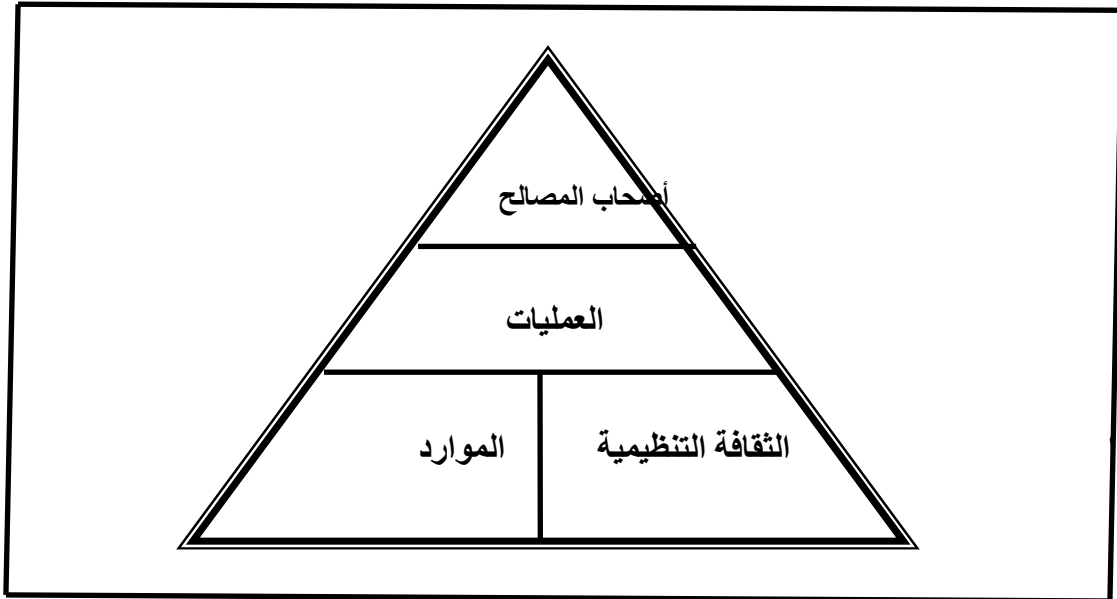 أصحاب المصالح
العمليات
الثقافة التنظيمية
الموارد